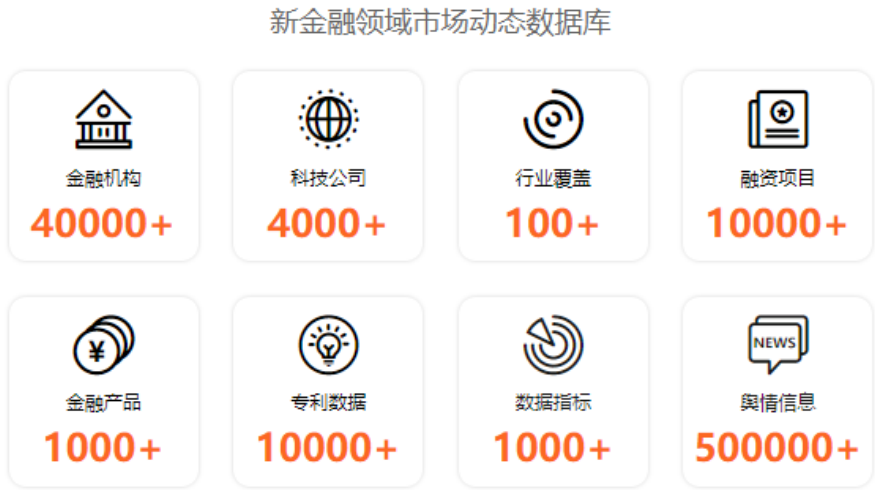 新金融领域市场动态数据库
金融机构
40000+
科技公司
4000+
行业覆盖
100+
融资项目
10000+
¥
金融产品
1000+
专利数据
10000+
数据指标
1000+
NEWS
舆情信息
500000+